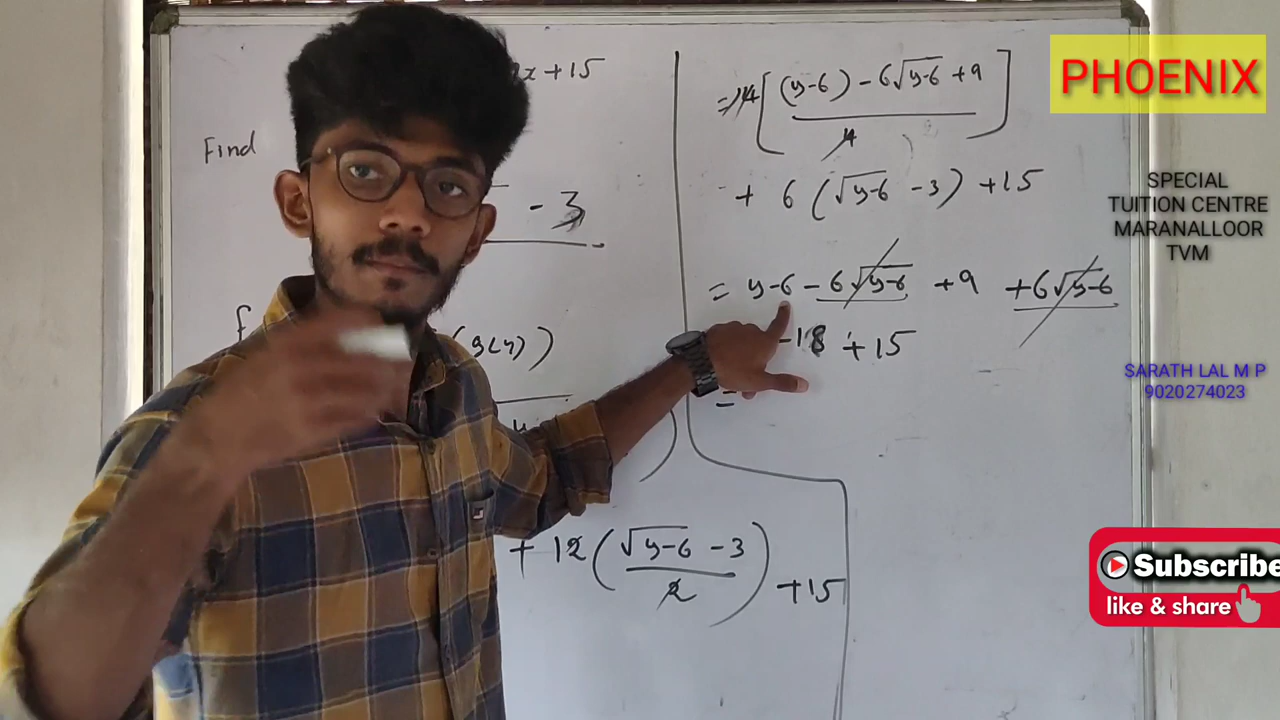 x + 15
Find
- 3
f
(g(y))
+ 12(√y-6 - 3 / 2) + 15
= 4[(y-6) - 6√y-6 + 9 / 4]
+ 6(√y-6 - 3) + 15
= y-6 - 6√y-6 + 9 + 6√y-6
-18 + 15
=
PHOENIX
SPECIAL
TUITION CENTRE
MARANALLOOR
TVM
SARATH LAL M P
9020274023
Subscribe
like & share